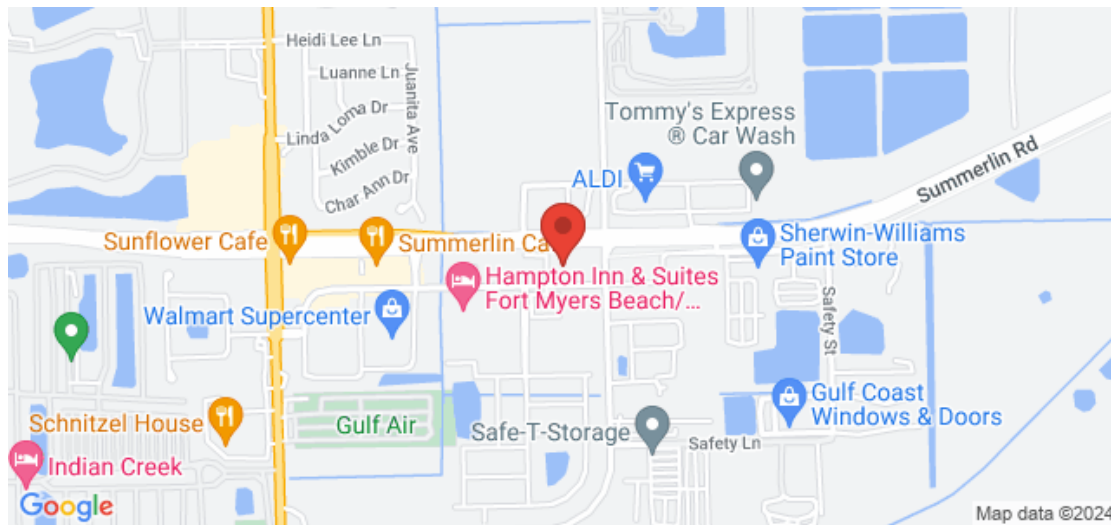 Heidi Lee Ln
Luanne Ln
Juanita Ave
Linda Loma Dr
Kimble Dr
Char Ann Dr
Tommy's Express
® Car Wash
ALDI
Summerlin Rd
Sunflower Cafe
Summerlin Ca
Sherwin-Williams
Paint Store
Hampton Inn & Suites
Fort Myers Beach/...
Walmart Supercenter
Safety St
Gulf Coast
Windows & Doors
Schnitzel House
Gulf Air
Safe-T-Storage
Safety Ln
Indian Creek
Google
Map data ©2024